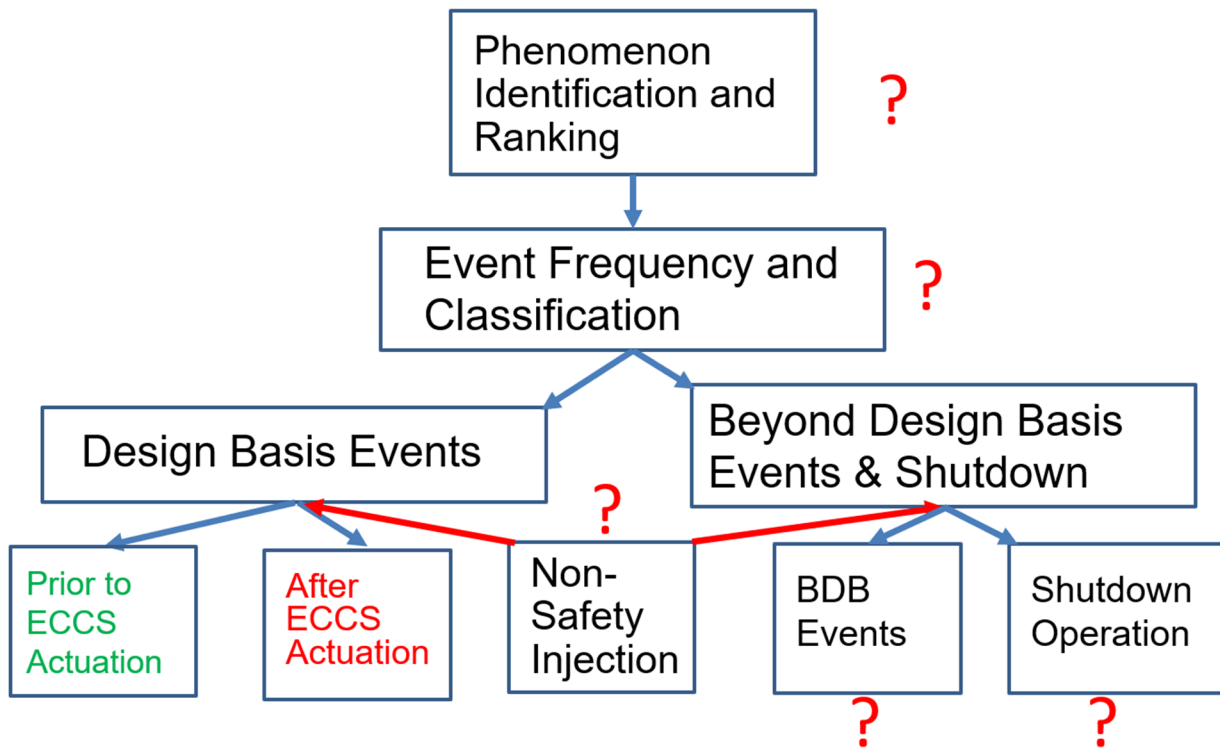 Phenomenon
Identification and
Ranking
?
Event Frequency and
Classification
?
Design Basis Events
Beyond Design Basis
Events & Shutdown
?
Prior to
ECCS
Actuation
After
ECCS
Actuation
Non-
Safety
Injection
BDB
Events
Shutdown
Operation
?
?